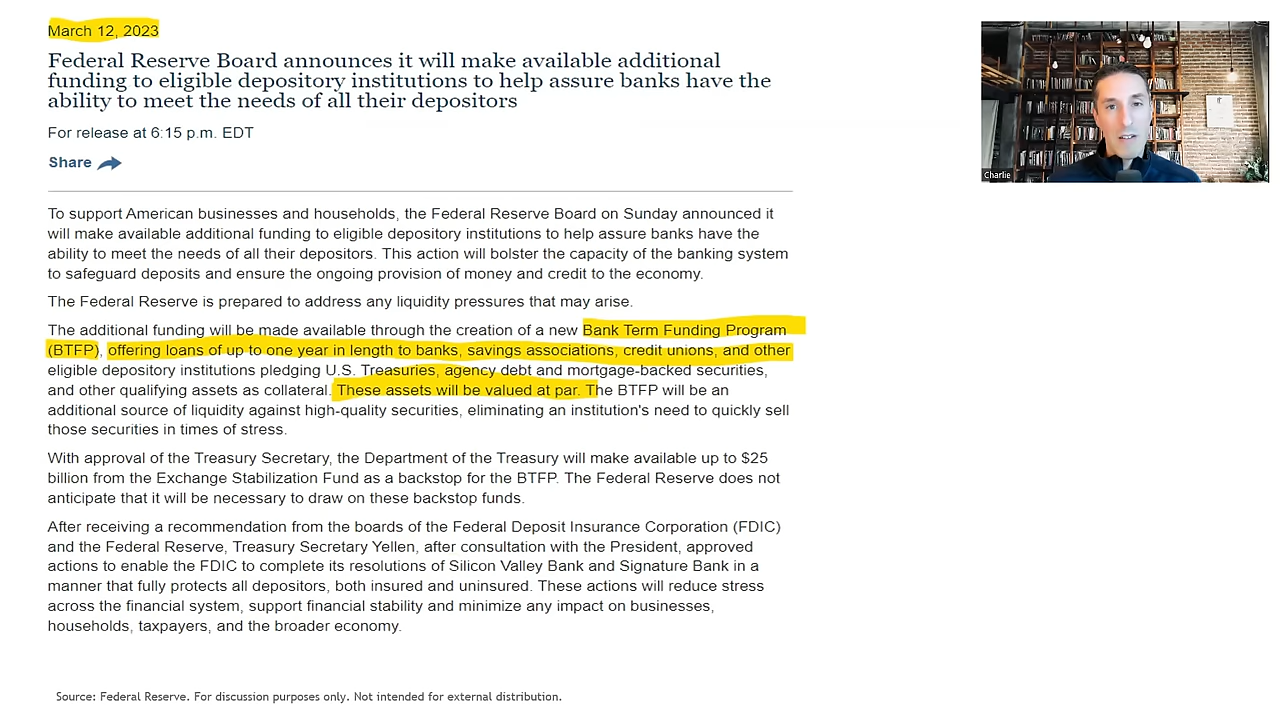 March 12, 2023
Federal Reserve Board announces it will make available additional
funding to eligible depository institutions to help assure banks have the
ability to meet the needs of all their depositors
For release at 6:15 p.m. EDT
Share
To support American businesses and households, the Federal Reserve Board on Sunday announced it
will make available additional funding to eligible depository institutions to help assure banks have the
ability to meet the needs of all their depositors. This action will bolster the capacity of the banking system
to safeguard deposits and ensure the ongoing provision of money and credit to the economy.
The Federal Reserve is prepared to address any liquidity pressures that may arise.
The additional funding will be made available through the creation of a new Bank Term Funding Program
(BTFP), offering loans of up to one year in length to banks, savings associations, credit unions, and other
eligible depository institutions pledging U.S. Treasuries, agency debt and mortgage-backed securities,
and other qualifying assets as collateral. These assets will be valued at par. The BTFP will be an
additional source of liquidity against high-quality securities, eliminating an institution's need to quickly sell
those securities in times of stress.
With approval of the Treasury Secretary, the Department of the Treasury will make available up to $25
billion from the Exchange Stabilization Fund as a backstop for the BTFP. The Federal Reserve does not
anticipate that it will be necessary to draw on these backstop funds.
After receiving a recommendation from the boards of the Federal Deposit Insurance Corporation (FDIC)
and the Federal Reserve, Treasury Secretary Yellen, after consultation with the President, approved
actions to enable the FDIC to complete its resolutions of Silicon Valley Bank and Signature Bank in a
manner that fully protects all depositors, both insured and uninsured. These actions will reduce stress
across the financial system, support financial stability and minimize any impact on businesses,
households, taxpayers, and the broader economy.
Source: Federal Reserve. For discussion purposes only. Not intended for external distribution.
Charlie